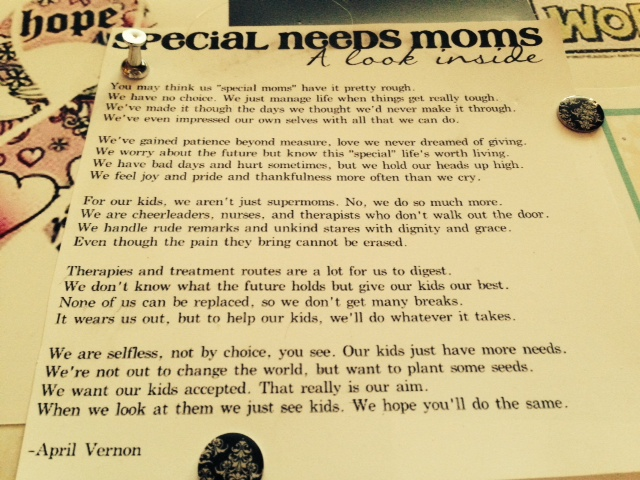 hope
WO
SPECIAL NEEDS MOMS
A look inside
You may think us "special moms" have it pretty rough.
We have no choice. We just manage life when things get really tough.
We've made it though the days we thought we'd never make it through.
We've even impressed our own selves with all that we can do.
We've gained patience beyond measure, love we never dreamed of giving.
We worry about the future but know this "special" life's worth living.
We have bad days and hurt sometimes, but we hold our heads up high.
We feel joy and pride and thankfulness more often than we cry.
For our kids, we aren't just supermoms. No, we do so much more.
We are cheerleaders, nurses, and therapists who don't walk out the door.
We handle rude remarks and unkind stares with dignity and grace.
Even though the pain they bring cannot be erased.
Therapies and treatment routes are a lot for us to digest.
We don't know what the future holds but give our kids our best.
None of us can be replaced, so we don't get many breaks.
It wears us out, but to help our kids, we'll do whatever it takes.
We are selfless, not by choice, you see. Our kids just have more needs.
We're not out to change the world, but want to plant some seeds.
We want our kids accepted. That really is our aim.
When we look at them we just see kids. We hope you'll do the same.
-April Vernon